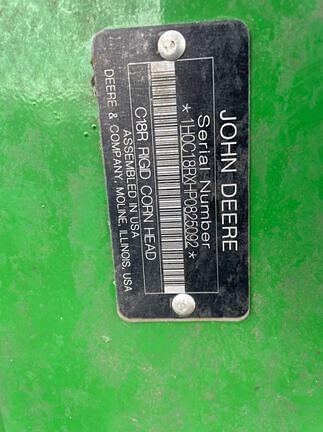 JOHN DEERE
Serial Number
*1H0C18RXHP0825092*
C18R RIGID CORN HEAD
ASSEMBLED IN USA
DEERE & COMPANY, MOLINE, ILLINOIS, USA